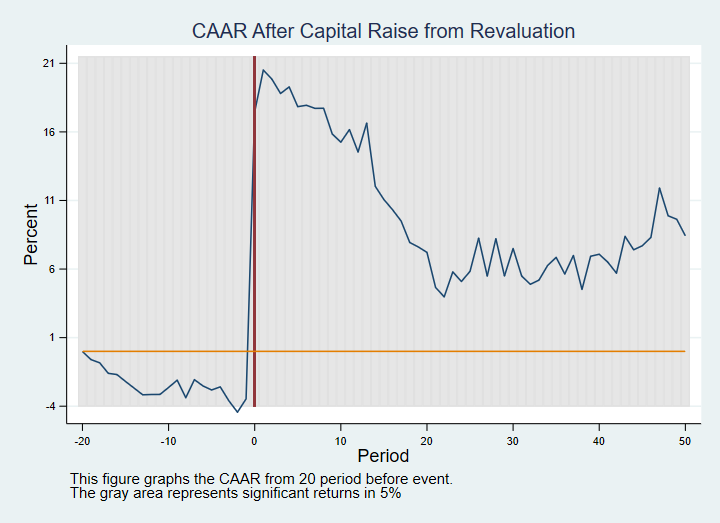 CAAR After Capital Raise from Revaluation
Percent
21
16
11
6
1
-4
-20
-10
0
10
20
30
40
50
Period
This figure graphs the CAAR from 20 period before event.
The gray area represents significant returns in 5%